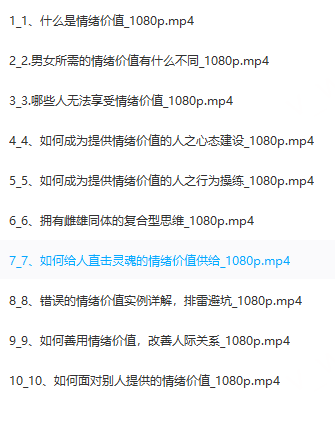 1_1、什么是情绪价值_1080p.mp4
2_2.男女所需的情绪价值有什么不同_1080p.mp4
3_3.哪些人无法享受情绪价值_1080p.mp4
4_4、如何成为提供情绪价值的人之心态建设_1080p.mp4
5_5、如何成为提供情绪价值的人之行为操练_1080p.mp4
6_6、拥有雌雄同体的复合型思维_1080p.mp4
7_7、如何给人直击灵魂的情绪价值供给_1080p.mp4
8_8、错误的情绪价值实例详解，排雷避坑_1080p.mp4
9_9、如何善用情绪价值，改善人际关系_1080p.mp4
10_10、如何面对别人提供的情绪价值_1080p.mp4